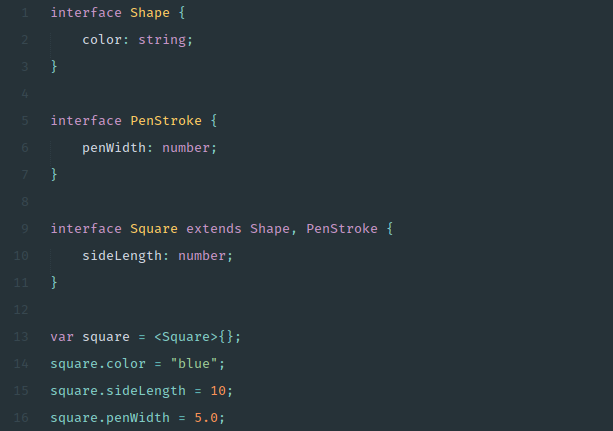 1 interface Shape {
2     color: string;
3 }
4
5 interface PenStroke {
6     penWidth: number;
7 }
8
9 interface Square extends Shape, PenStroke {
10     sideLength: number;
11 }
12
13 var square = <Square>{};
14 square.color = "blue";
15 square.sideLength = 10;
16 square.penWidth = 5.0;